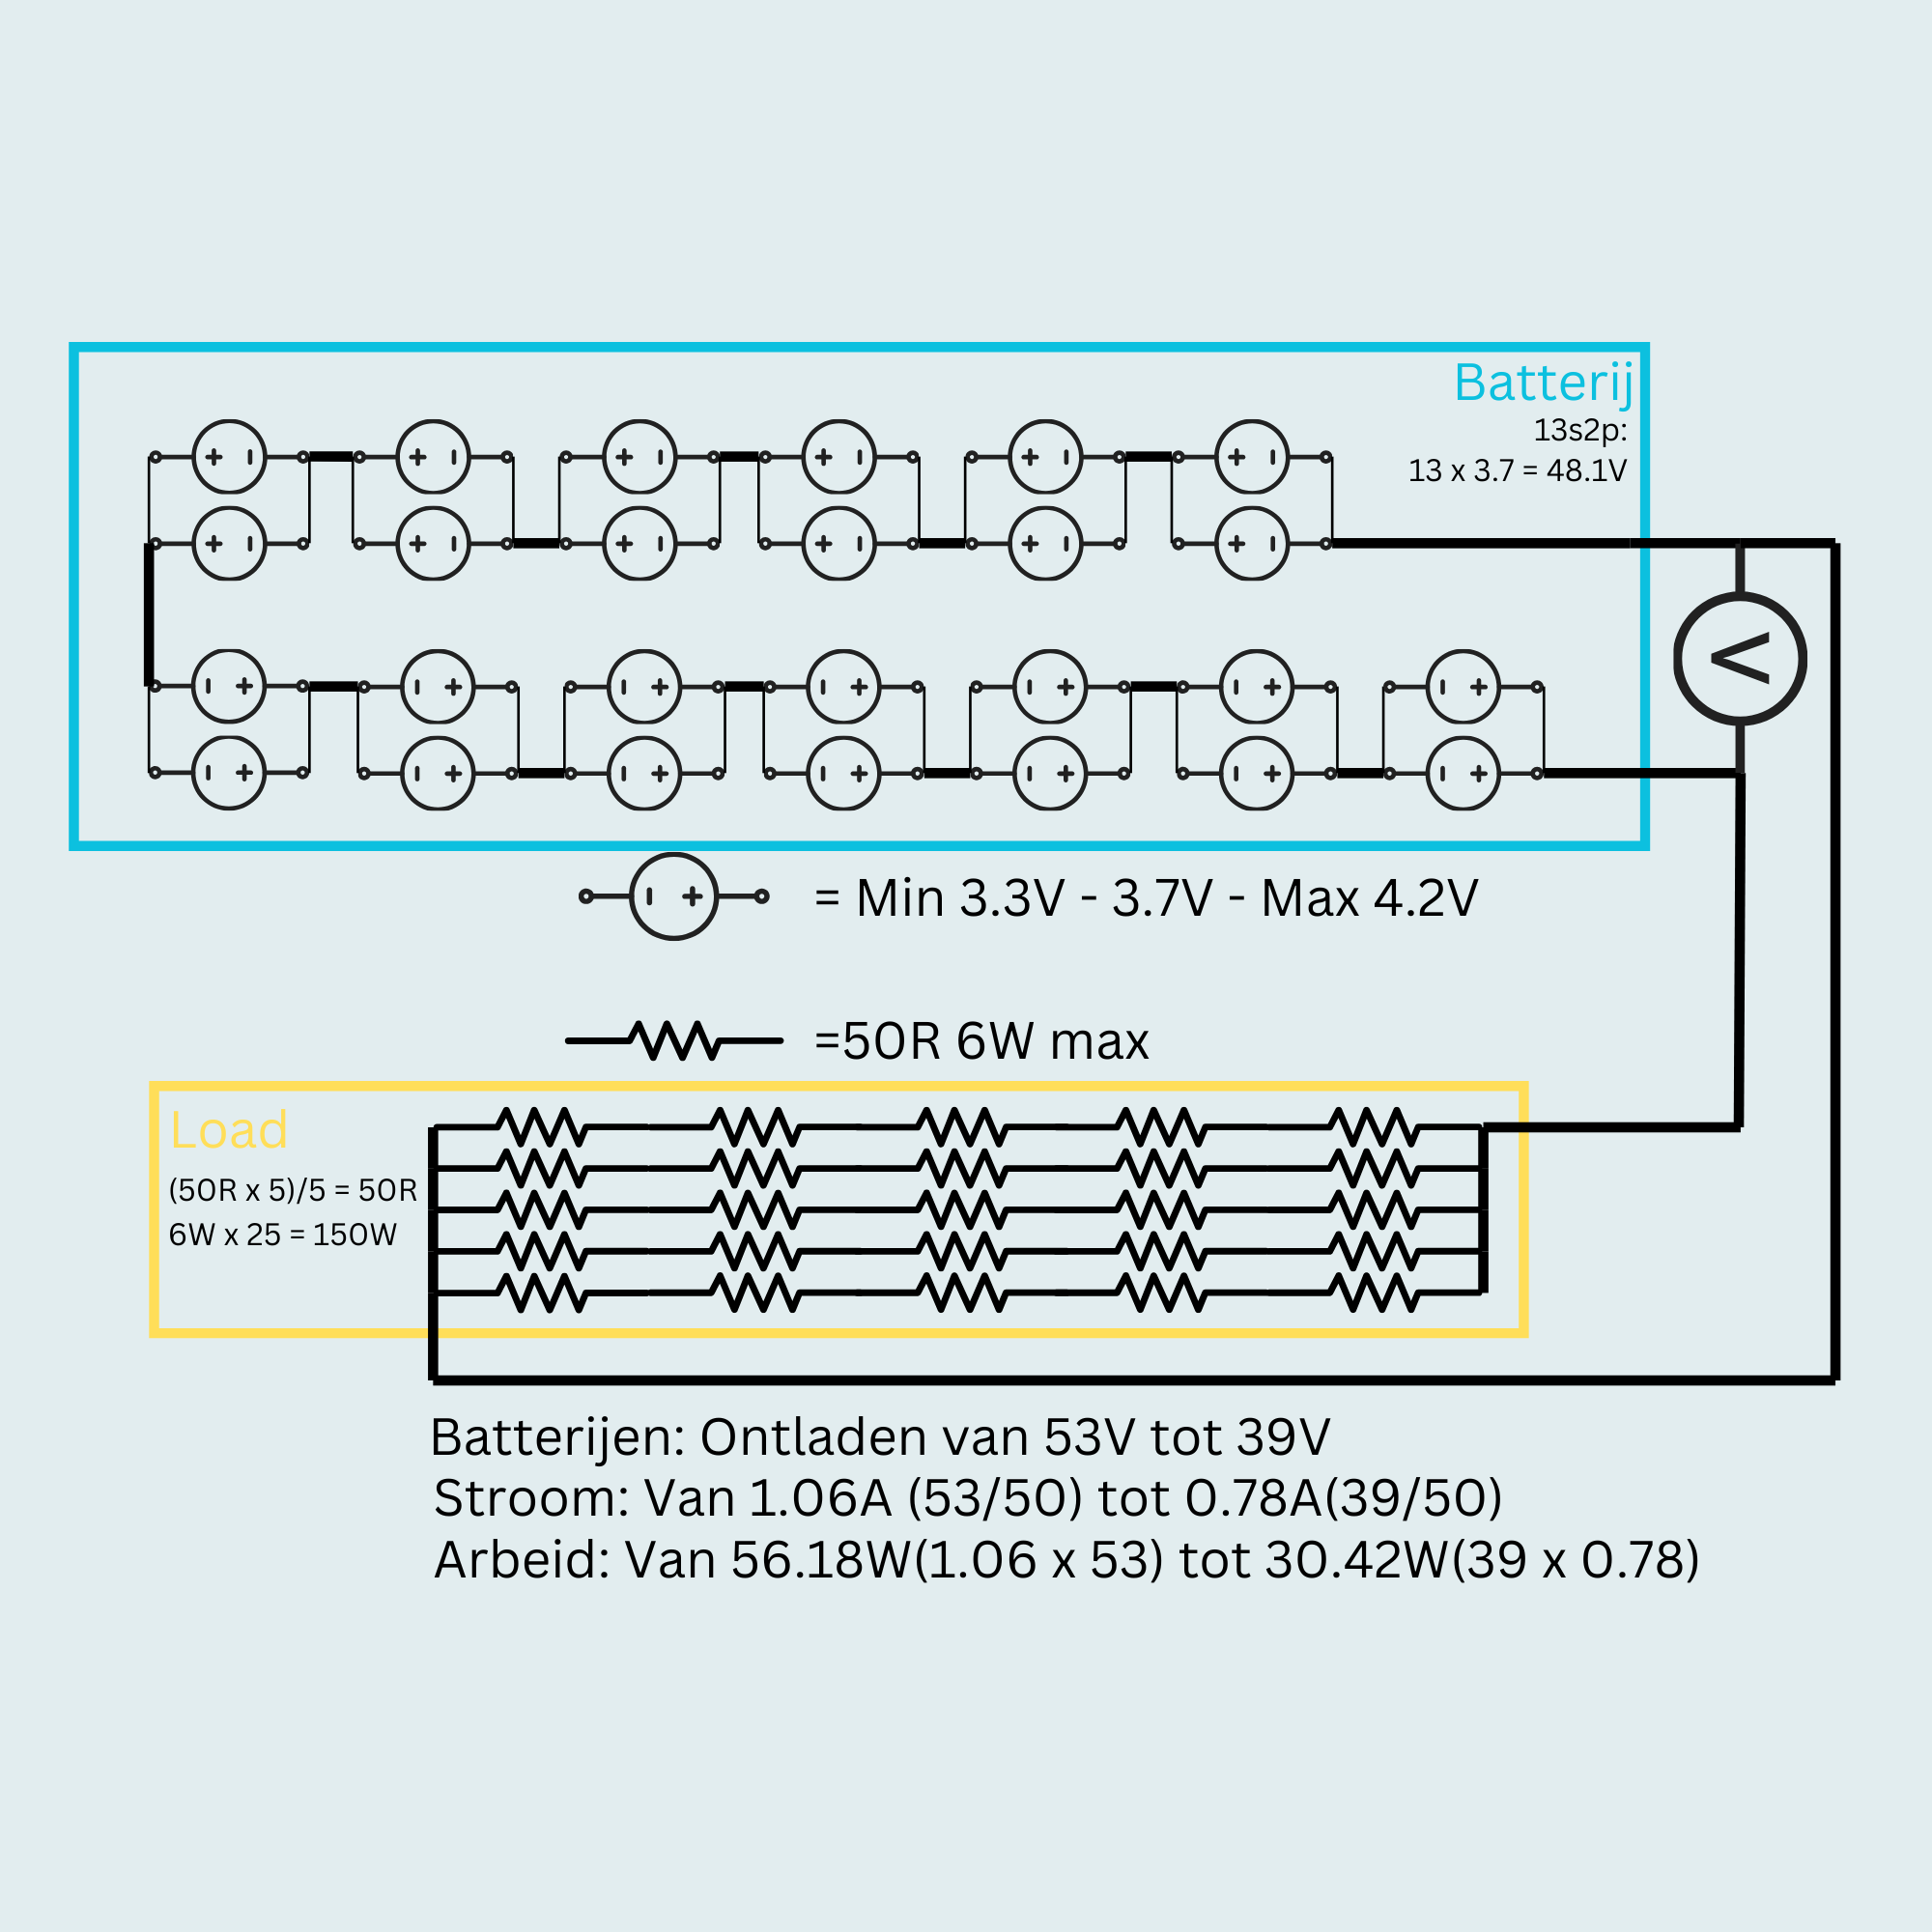 Batterij
13s2p:
13 x 3.7 = 48.1V
V
= Min 3.3V - 3.7V - Max 4.2V
=50R 6W max
Load
(50R x 5)/5 = 50R
6W x 25 = 150W
Batterijen: Ontladen van 53V tot 39V
Stroom: Van 1.06A (53/50) tot 0.78A(39/50)
Arbeid: Van 56.18W(1.06 x 53) tot 30.42W(39 x 0.78)